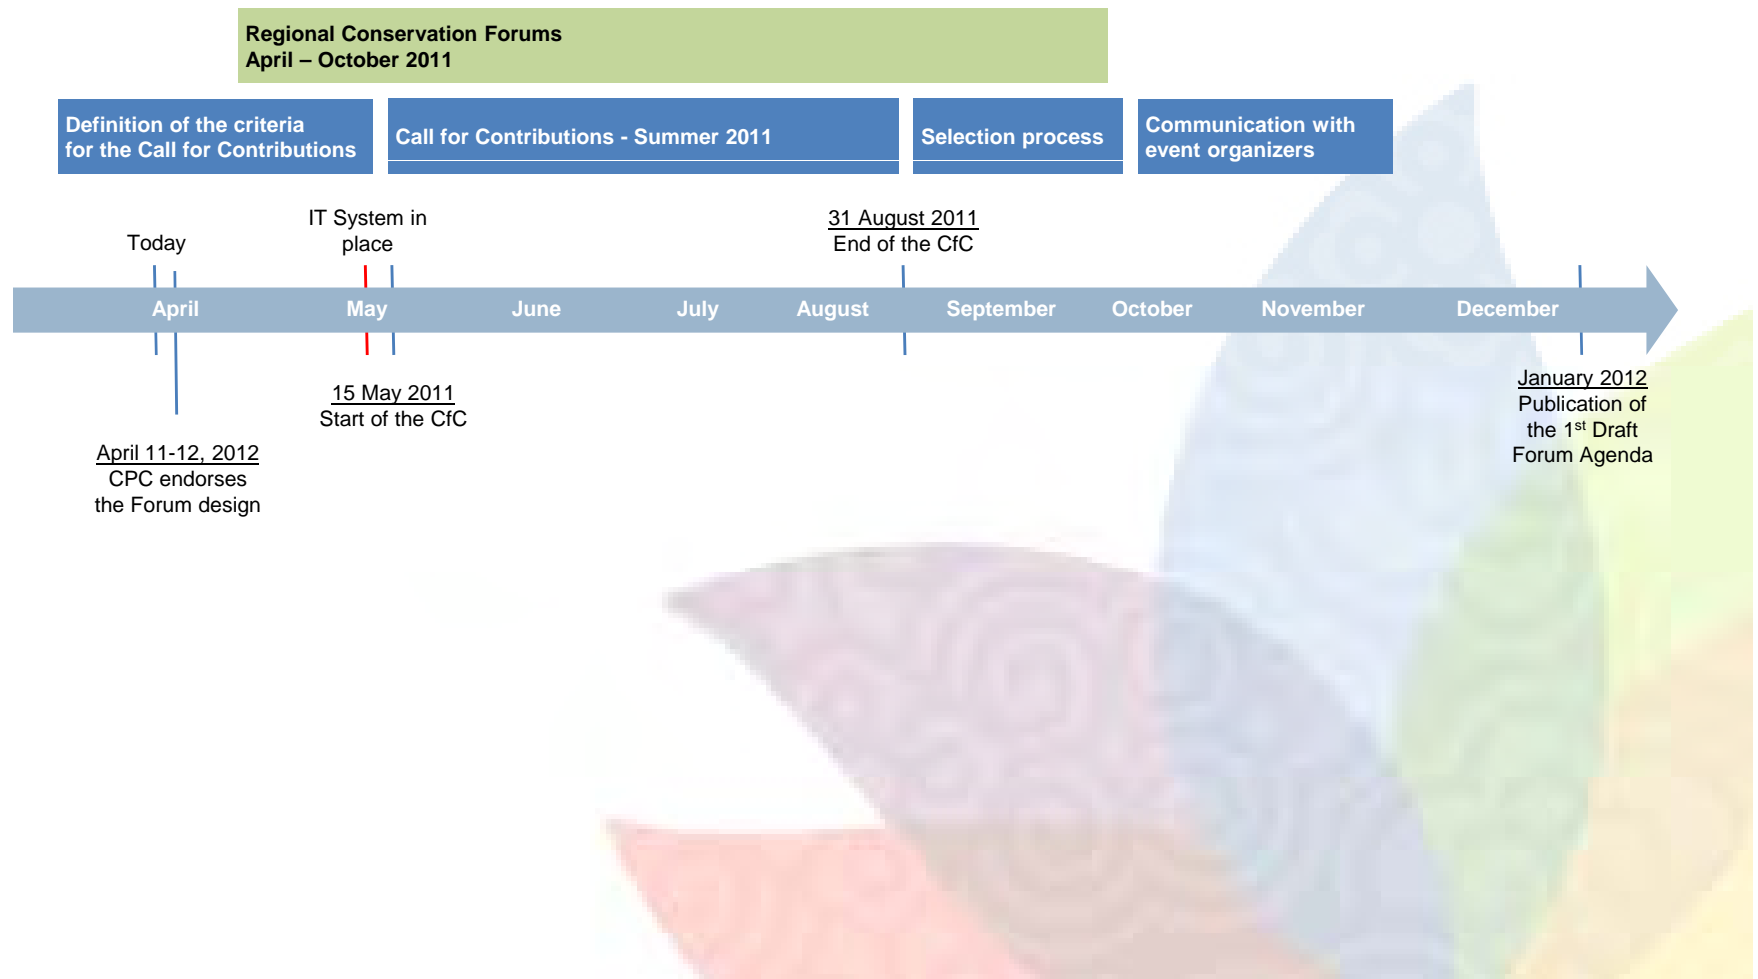 Regional Conservation Forums
April – October 2011
Definition of the criteria
for the Call for Contributions
Call for Contributions - Summer 2011
Selection process
Communication with
event organizers
Today
IT System in
place
31 August 2011
End of the CfC
April
May
June
July
August
September
October
November
December
15 May 2011
Start of the CfC
April 11-12, 2012
CPC endorses
the Forum design
January 2012
Publication of
the 1st Draft
Forum Agenda